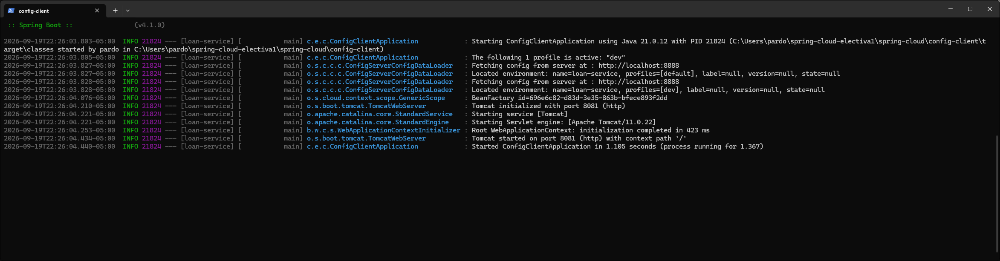 config-client
:: Spring Boot ::                (v4.1.0)
2026-09-19T22:26:03.803-05:00  INFO 21824 --- [loan-service] [           main] c.e.c.ConfigClientApplication            : Starting ConfigClientApplication using Java 21.0.12 with PID 21824 (C:\Users\pardo\spring-cloud-electiva1\spring-cloud\config-client\t
arget\classes started by pardo in C:\Users\pardo\spring-cloud-electiva1\spring-cloud\config-client)
2026-09-19T22:26:03.805-05:00  INFO 21824 --- [loan-service] [           main] c.e.c.ConfigClientApplication            : The following 1 profile is active: "dev"
2026-09-19T22:26:03.827-05:00  INFO 21824 --- [loan-service] [           main] o.s.c.c.c.ConfigServerConfigDataLoader   : Fetching config from server at : http://localhost:8888
2026-09-19T22:26:03.827-05:00  INFO 21824 --- [loan-service] [           main] o.s.c.c.c.ConfigServerConfigDataLoader   : Located environment: name=loan-service, profiles=[default], label=null, version=null, state=null
2026-09-19T22:26:03.828-05:00  INFO 21824 --- [loan-service] [           main] o.s.c.c.c.ConfigServerConfigDataLoader   : Fetching config from server at : http://localhost:8888
2026-09-19T22:26:03.828-05:00  INFO 21824 --- [loan-service] [           main] o.s.c.c.c.ConfigServerConfigDataLoader   : Located environment: name=loan-service, profiles=[dev], label=null, version=null, state=null
2026-09-19T22:26:04.076-05:00  INFO 21824 --- [loan-service] [           main] o.s.cloud.context.scope.GenericScope     : BeanFactory id=696e6c82-d83d-3e35-863b-bfece893f2dd
2026-09-19T22:26:04.210-05:00  INFO 21824 --- [loan-service] [           main] o.s.boot.tomcat.TomcatWebServer          : Tomcat initialized with port 8081 (http)
2026-09-19T22:26:04.221-05:00  INFO 21824 --- [loan-service] [           main] o.apache.catalina.core.StandardService   : Starting service [Tomcat]
2026-09-19T22:26:04.221-05:00  INFO 21824 --- [loan-service] [           main] o.apache.catalina.core.StandardEngine    : Starting Servlet engine: [Apache Tomcat/11.0.22]
2026-09-19T22:26:04.253-05:00  INFO 21824 --- [loan-service] [           main] b.w.c.s.WebApplicationContextInitializer : Root WebApplicationContext: initialization completed in 423 ms
2026-09-19T22:26:04.434-05:00  INFO 21824 --- [loan-service] [           main] o.s.boot.tomcat.TomcatWebServer          : Tomcat started on port 8081 (http) with context path '/'
2026-09-19T22:26:04.440-05:00  INFO 21824 --- [loan-service] [           main] c.e.c.ConfigClientApplication            : Started ConfigClientApplication in 1.105 seconds (process running for 1.367)